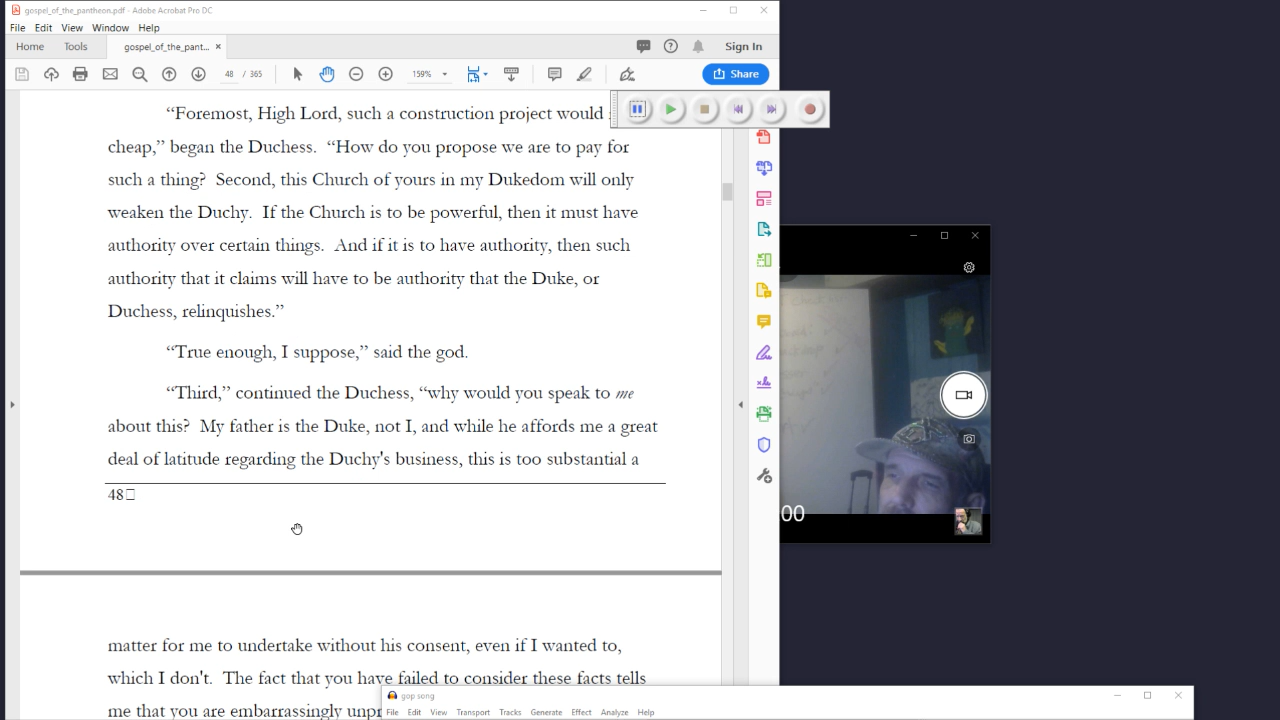 gospel_of_the_pantheon.pdf - Adobe Acrobat Pro DC
File Edit View Window Help
Home Tools gospel_of_the_pant... Sign In
48 / 365 159% Share
“Foremost, High Lord, such a construction project would
cheap,” began the Duchess. “How do you propose we are to pay for
such a thing? Second, this Church of yours in my Dukedom will only
weaken the Duchy. If the Church is to be powerful, then it must have
authority over certain things. And if it is to have authority, then such
authority that it claims will have to be authority that the Duke, or
Duchess, relinquishes.”
“True enough, I suppose,” said the god.
“Third,” continued the Duchess, “why would you speak to me
about this? My father is the Duke, not I, and while he affords me a great
deal of latitude regarding the Duchy's business, this is too substantial a
48
matter for me to undertake without his consent, even if I wanted to,
which I don't. The fact that you have failed to consider these facts tells
me that you are embarrassingly
00
gop song
File Edit View Transport Tracks Generate Effect Analyze Help